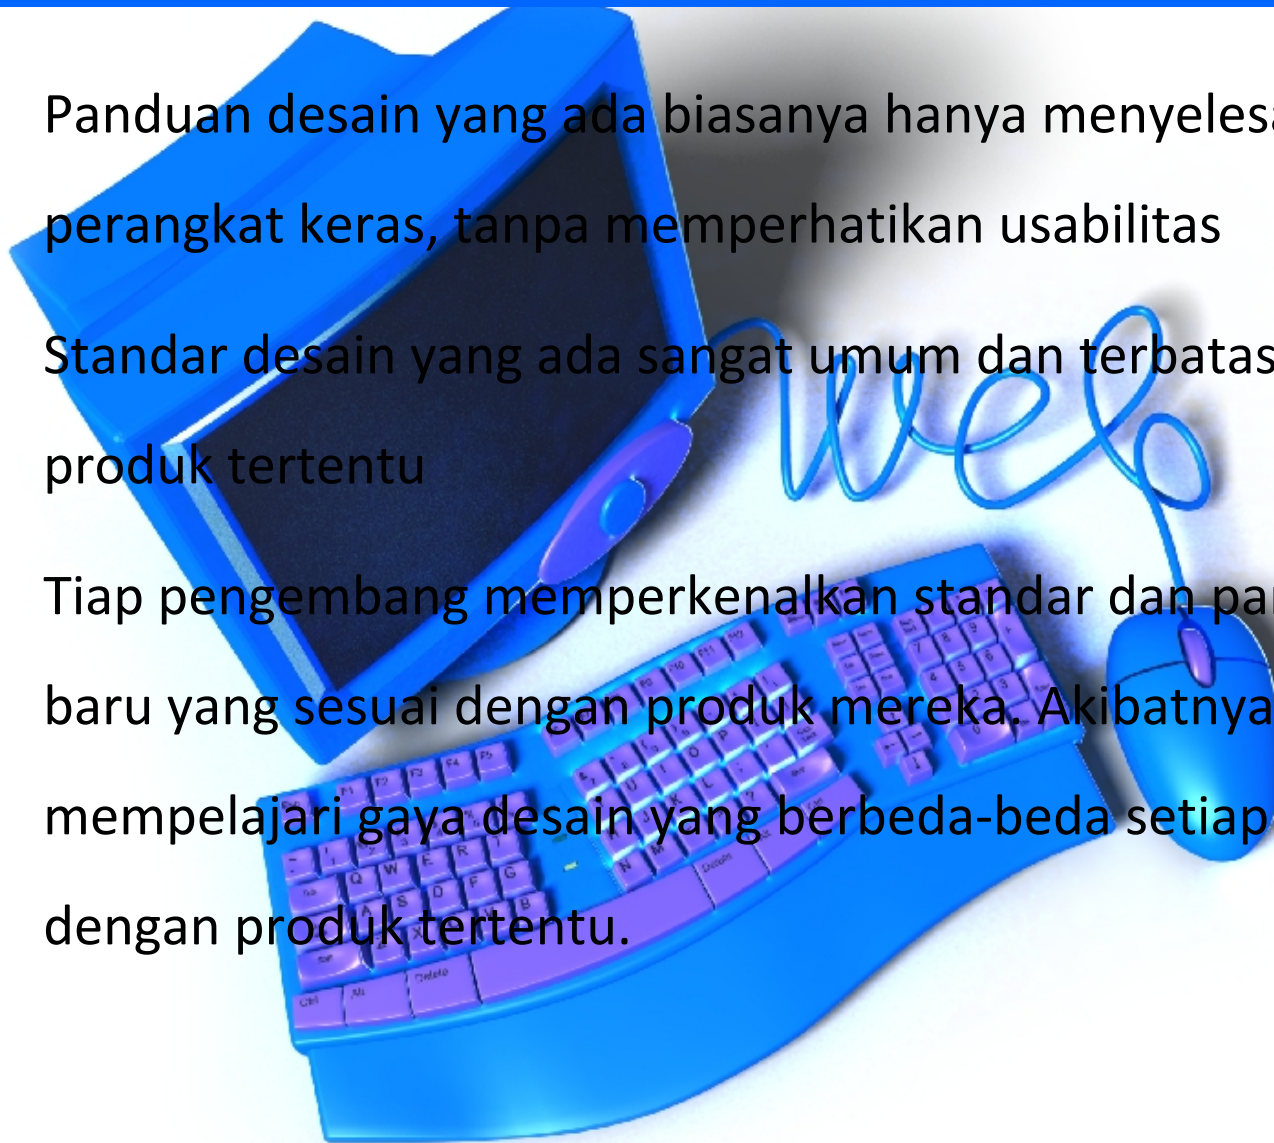 Panduan desain yang ada biasanya hanya
perangkat keras, tanpa memperhatikan usabilitas
Standar desain yang ada sangat umum dan terbatas
produk tertentu
Tiap pengembang memperkenalkan standar dan
baru yang sesuai dengan produk mereka. Akibatnya
mempelajari gaya desain yang berbeda-beda setiap
dengan produk tertentu.
web